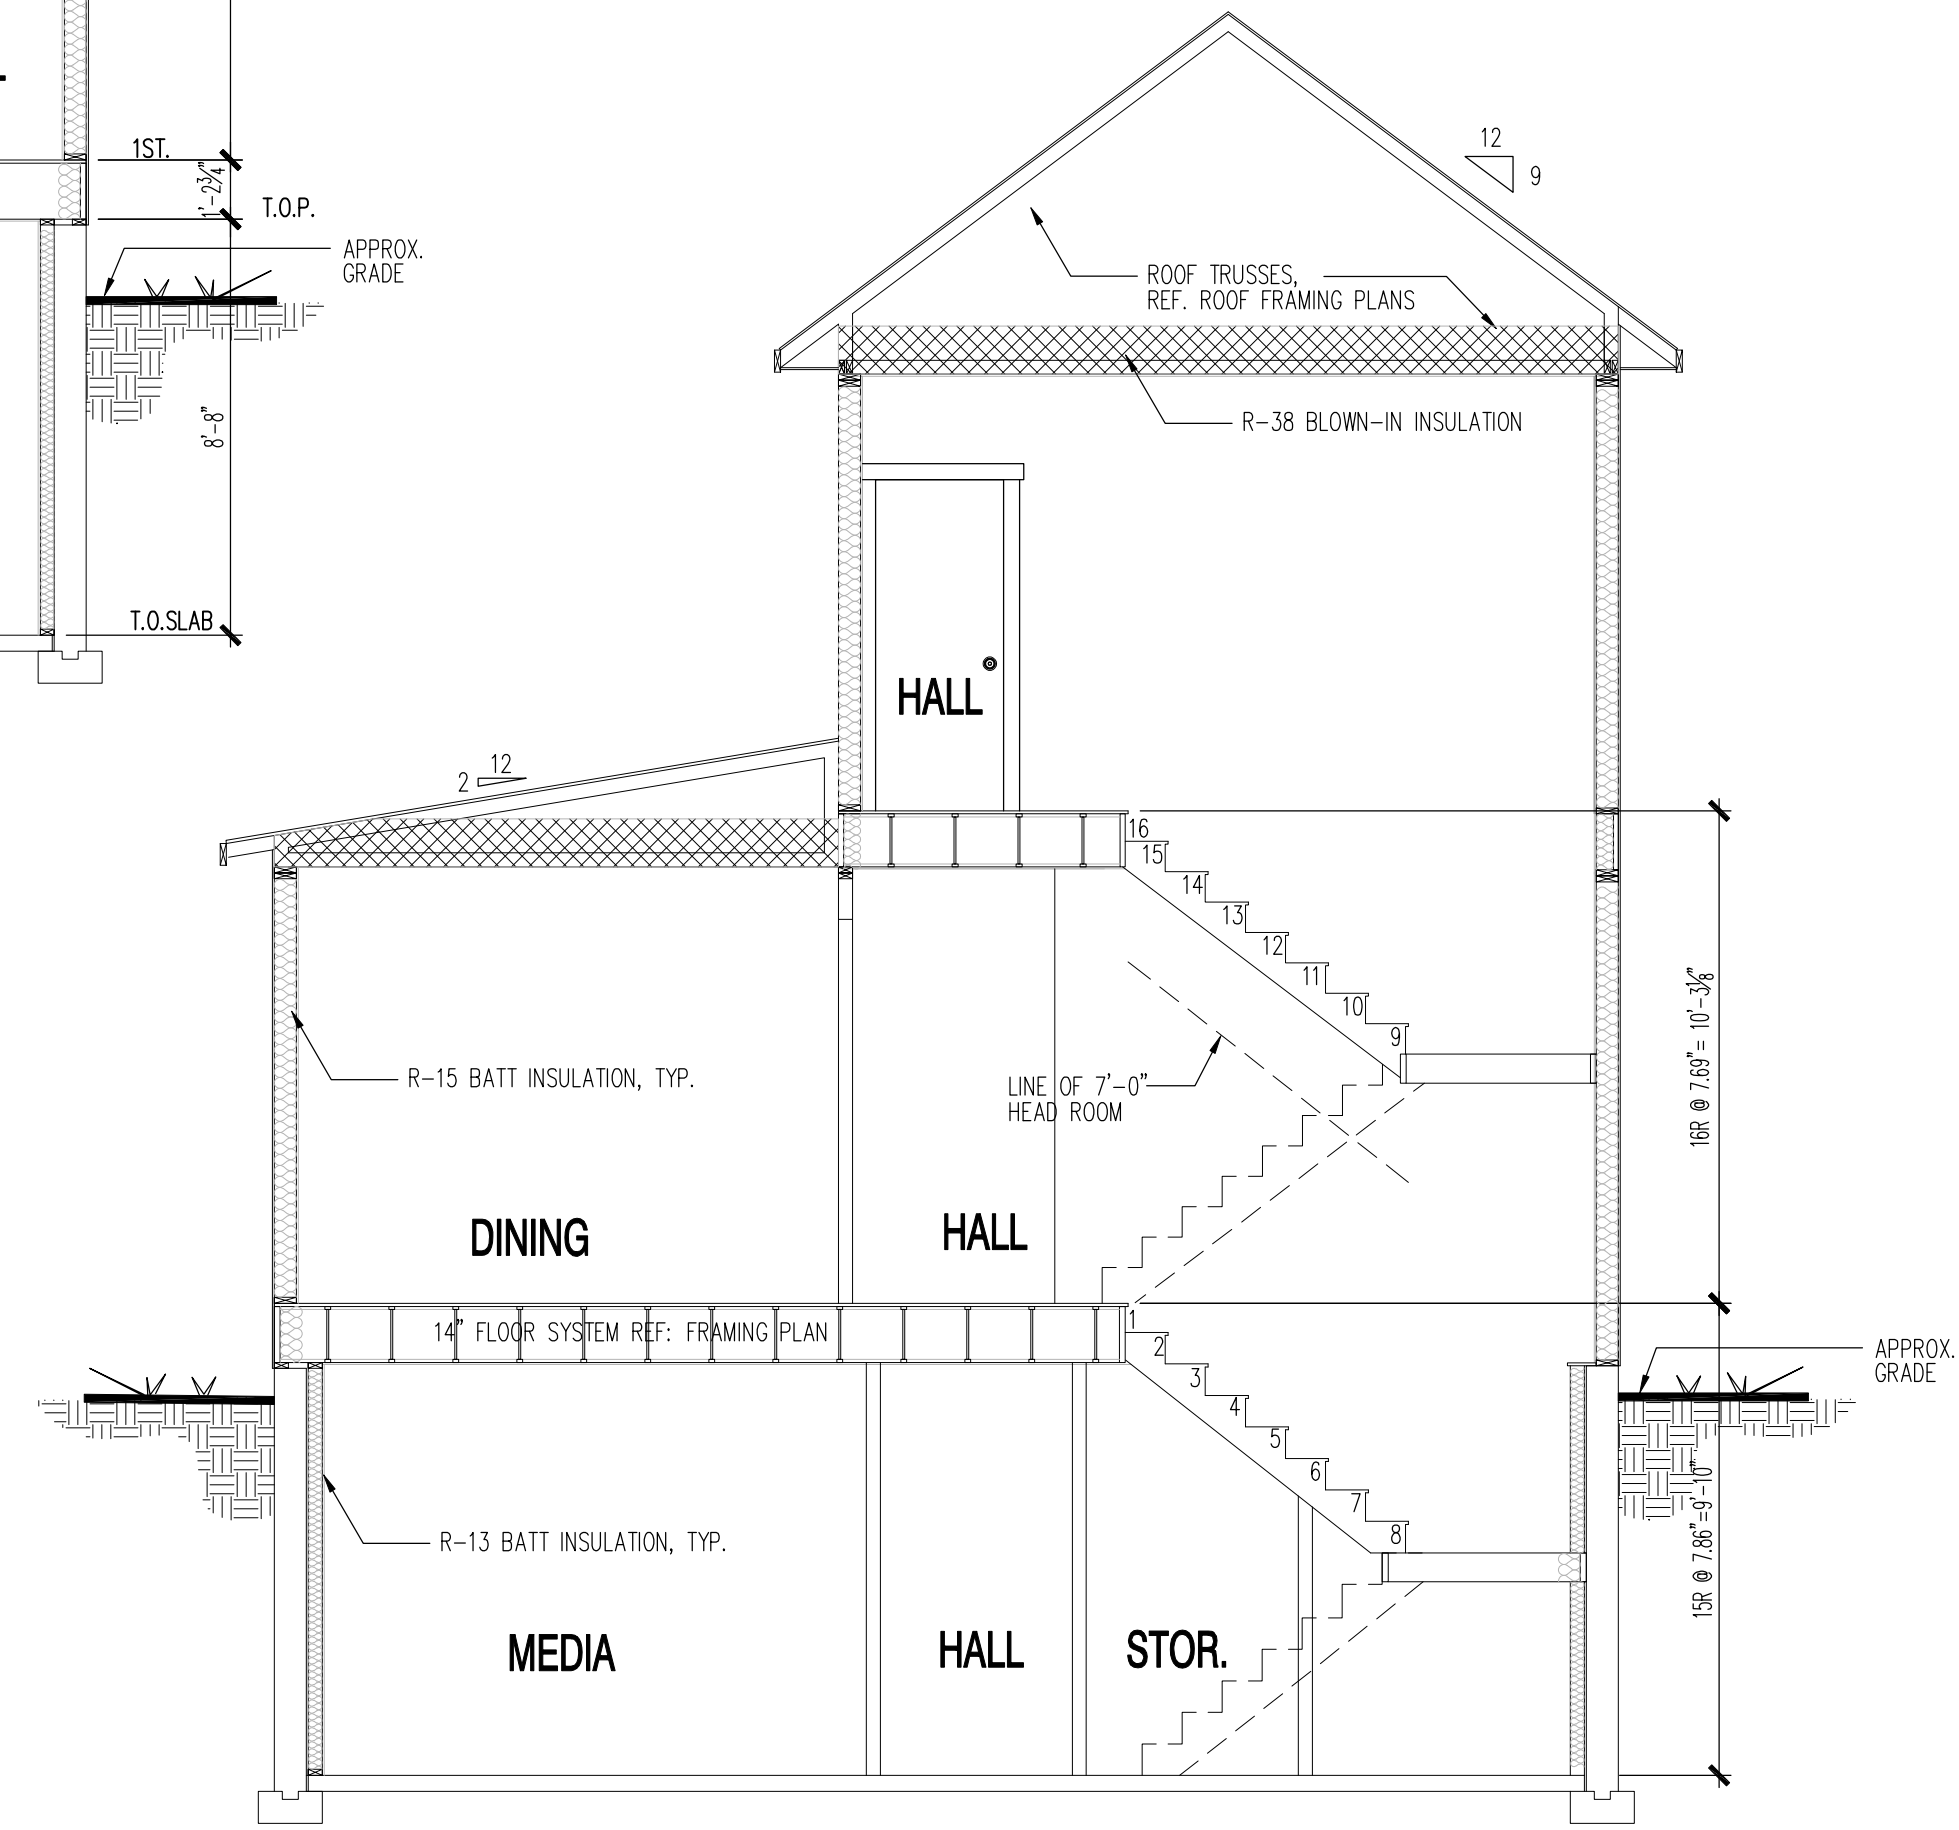 1ST.
1'-2¾"
T.O.P.
APPROX.
GRADE
8'-8"
T.O.SLAB
12
9
ROOF TRUSSES,
REF. ROOF FRAMING PLANS
R-38 BLOWN-IN INSULATION
HALL
12
2
16
15
14
13
12
11
10
9
16R @ 7.69"= 10'-3⅛"
R-15 BATT INSULATION, TYP.
LINE OF 7'-0"
HEAD ROOM
DINING
HALL
14" FLOOR SYSTEM REF: FRAMING PLAN
1
2
3
4
5
6
7
8
APPROX.
GRADE
15R @ 7.86"=9'-10"
R-13 BATT INSULATION, TYP.
MEDIA
HALL
STOR.